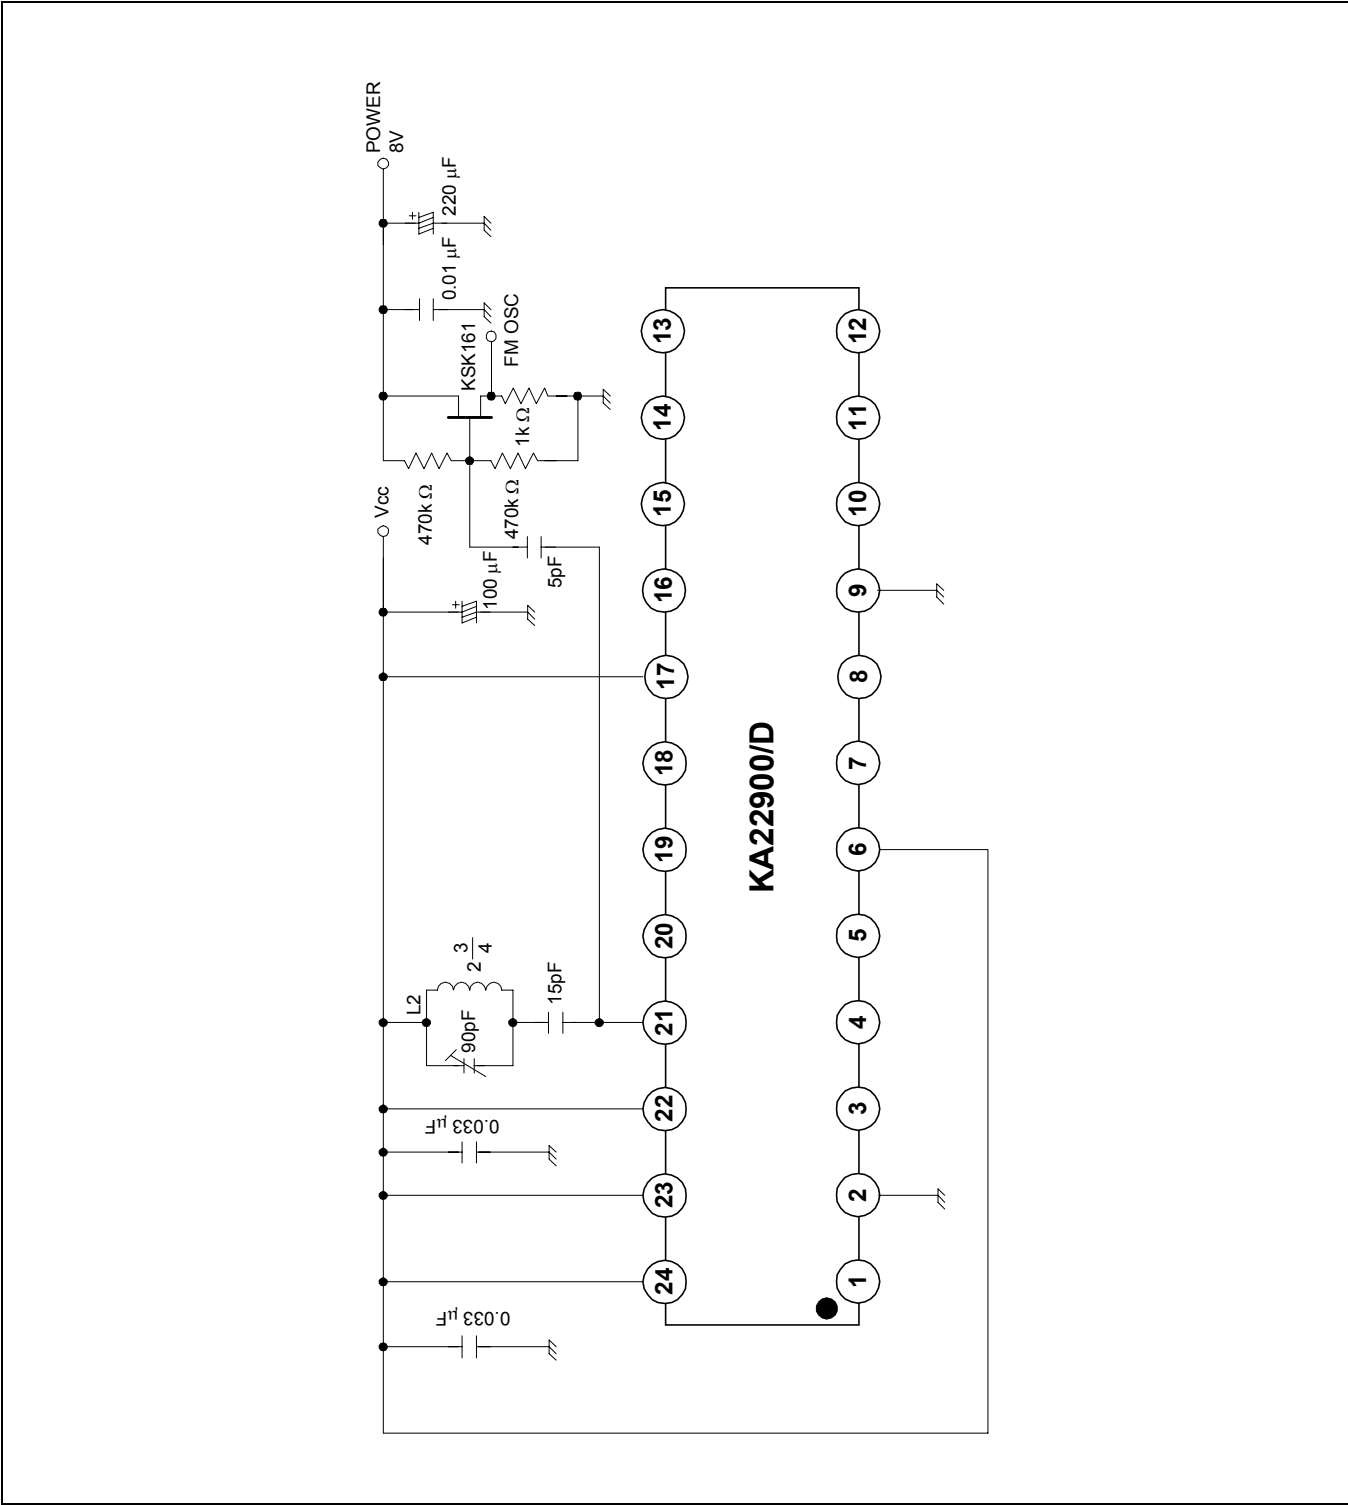 POWER
8V
220 µF
+
0.01 µF
KSK161
FM OSC
1k Ω
470k Ω
470k Ω
Vcc
5pF
100 µF
+
L2
2 3/4
90pF
15pF
0.033 µF
0.033 µF
13
14
15
16
17
18
19
20
21
22
23
24
KA22900/D
12
11
10
9
8
7
6
5
4
3
2
1